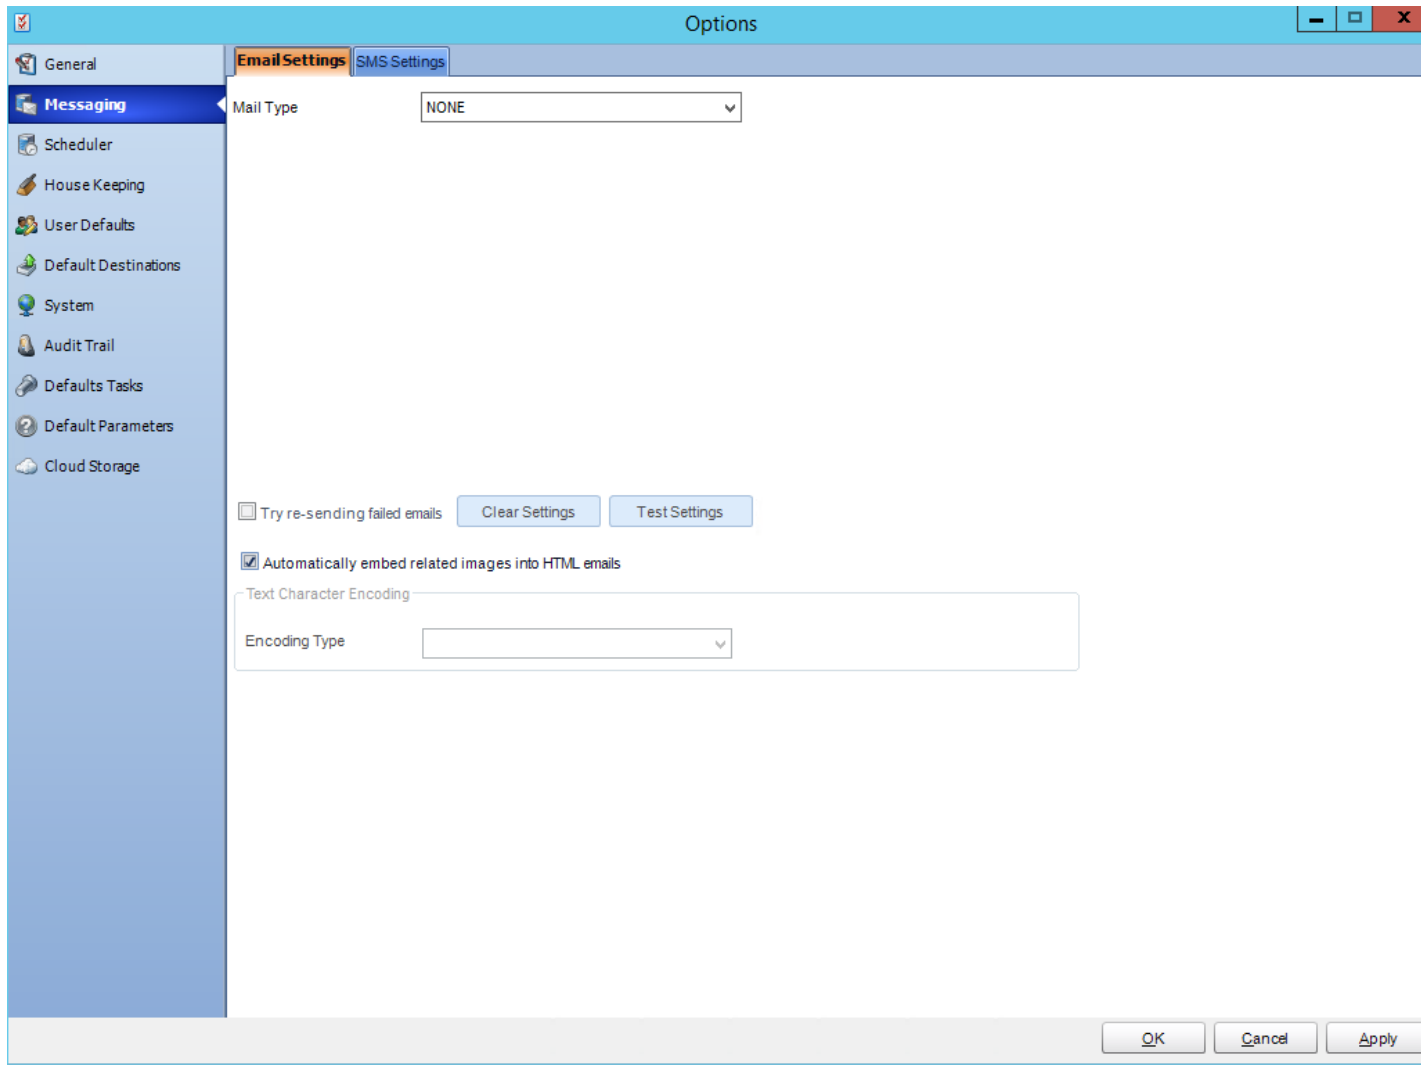 Options
General
Messaging
Scheduler
House Keeping
User Defaults
Default Destinations
System
Audit Trail
Defaults Tasks
Default Parameters
Cloud Storage
Email Settings SMS Settings
Mail Type NONE
Try re-sending failed emails Clear Settings Test Settings
Automatically embed related images into HTML emails
Text Character Encoding
Encoding Type
OK Cancel Apply